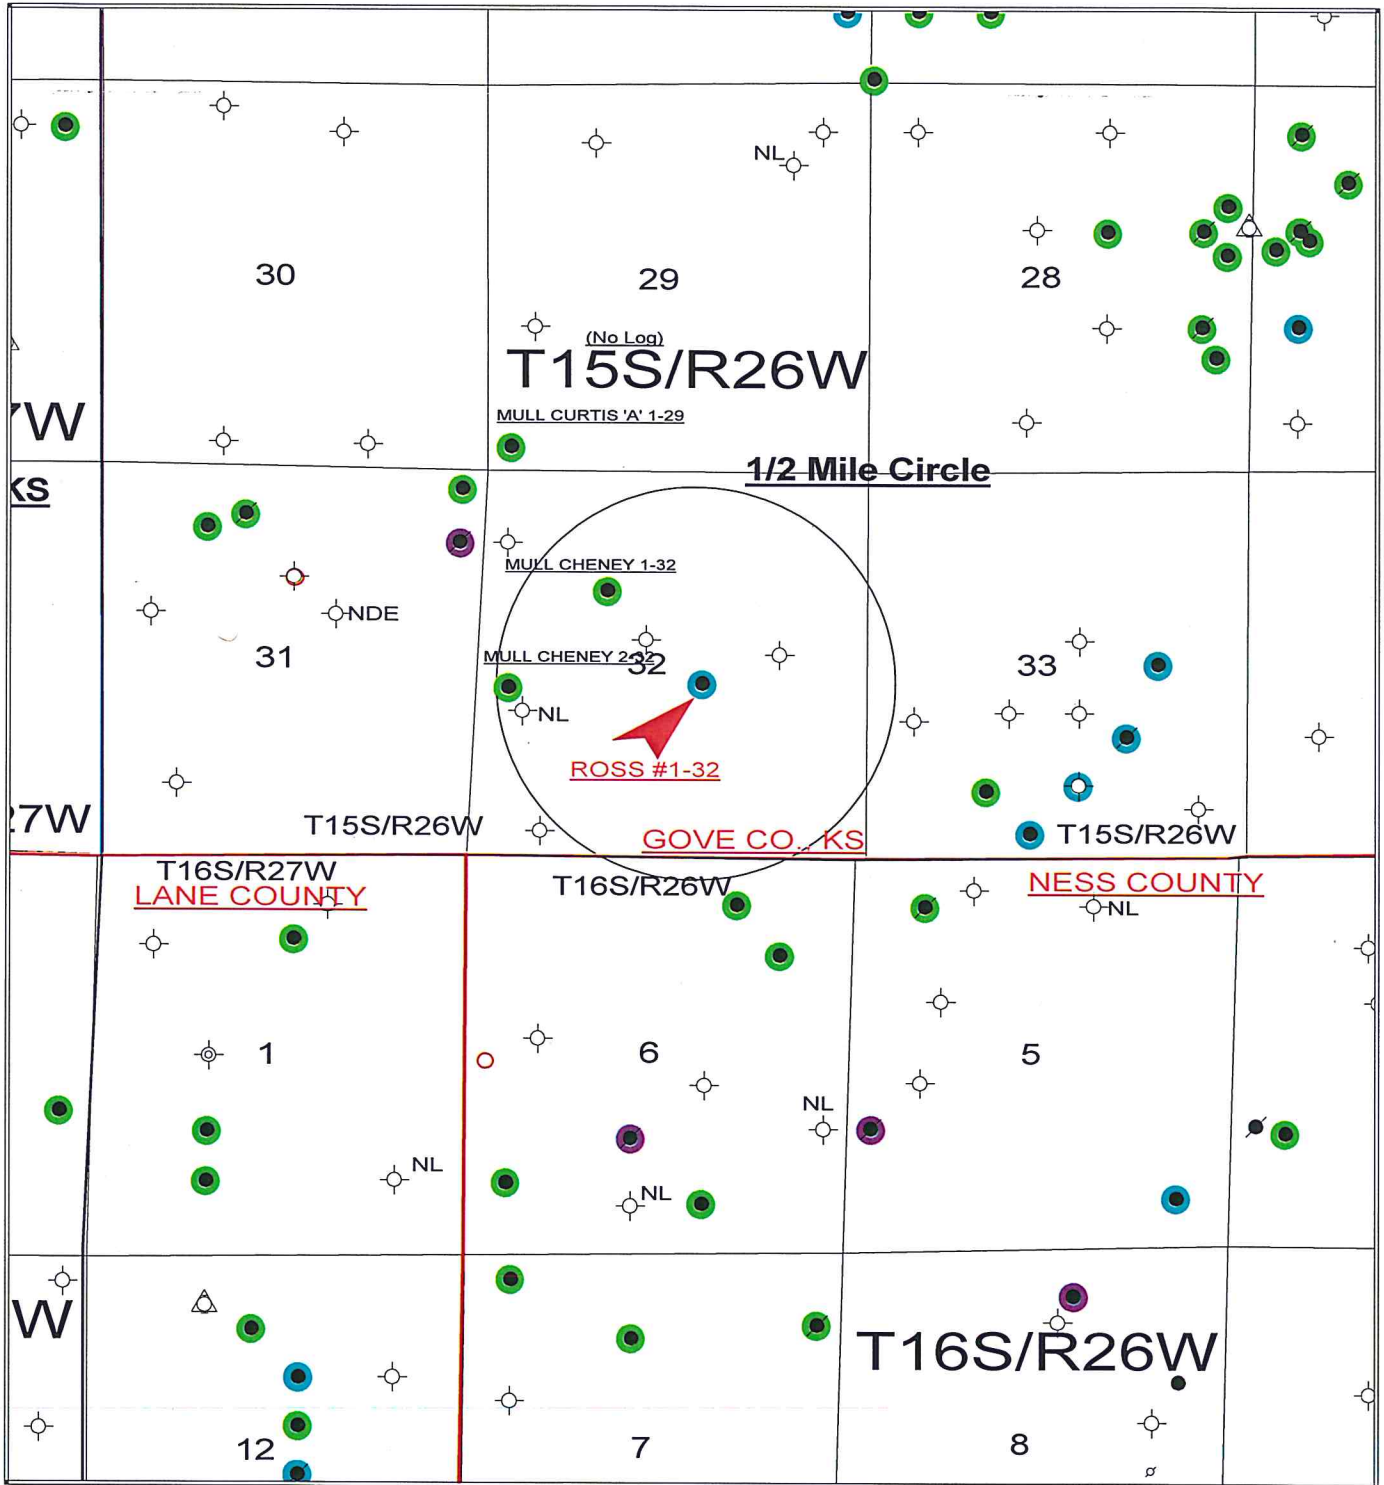 NL
30
29
28
(No Log)
T15S/R26W
W
MULL CURTIS 'A' 1-29
1/2 Mile Circle
KS
MULL CHENEY 1-32
NDE
31
MULL CHENEY 2-32
32
33
NL
ROSS #1-32
27W
T15S/R26W
GOVE CO., KS
T15S/R26W
T16S/R27W
LANE COUNTY
T16S/R26W
NESS COUNTY
NL
1
6
5
NL
NL
NL
W
T16S/R26W
12
7
8